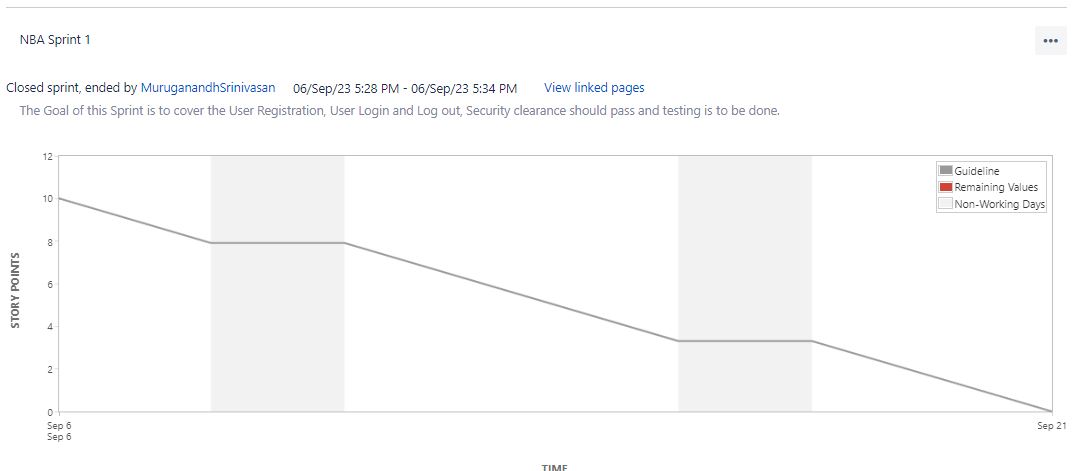 NBA Sprint 1
Closed sprint, ended by MuruganandhSrinivasan 06/Sep/23 5:28 PM - 06/Sep/23 5:34 PM View linked pages
The Goal of this Sprint is to cover the User Registration, User Login and Log out, Security clearance should pass and testing is to be done.
12
Guideline
Remaining Values
Non-Working Days
10
8
6
4
2
0
STORY POINTS
Sep 6
Sep 6
Sep 21
TIME